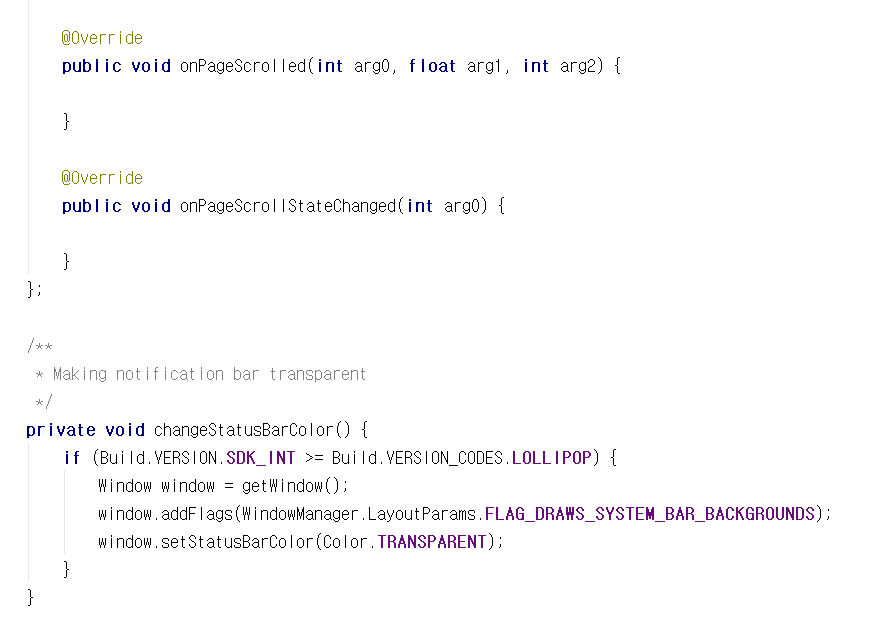 @Override
public void onPageScrolled(int arg0, float arg1, int arg2) {
}
@Override
public void onPageScrollStateChanged(int arg0) {
}
};
/**
* Making notification bar transparent
*/
private void changeStatusBarColor() {
if (Build.VERSION.SDK_INT >= Build.VERSION_CODES.LOLLIPOP) {
Window window = getWindow();
window.addFlags(WindowManager.LayoutParams.FLAG_DRAWS_SYSTEM_BAR_BACKGROUNDS);
window.setStatusBarColor(Color.TRANSPARENT);
}
}